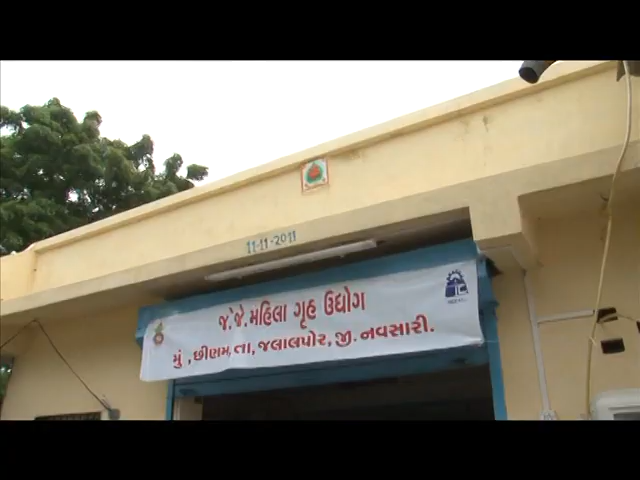 11-11-2011
જ.જે.મહિલા ગૃહ ઉદ્યોગ
મું ,છીણમ,તા,જલાલપોર,જી.નવસારી.